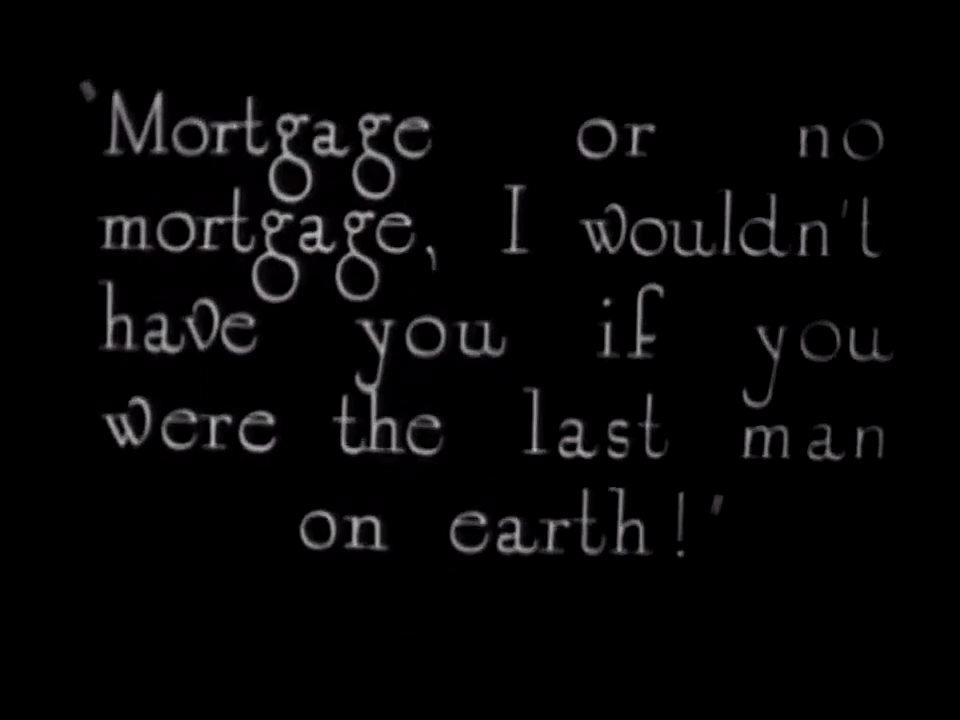 'Mortgage or no
mortgage, I wouldn't
have you if you
were the last man
on earth!'